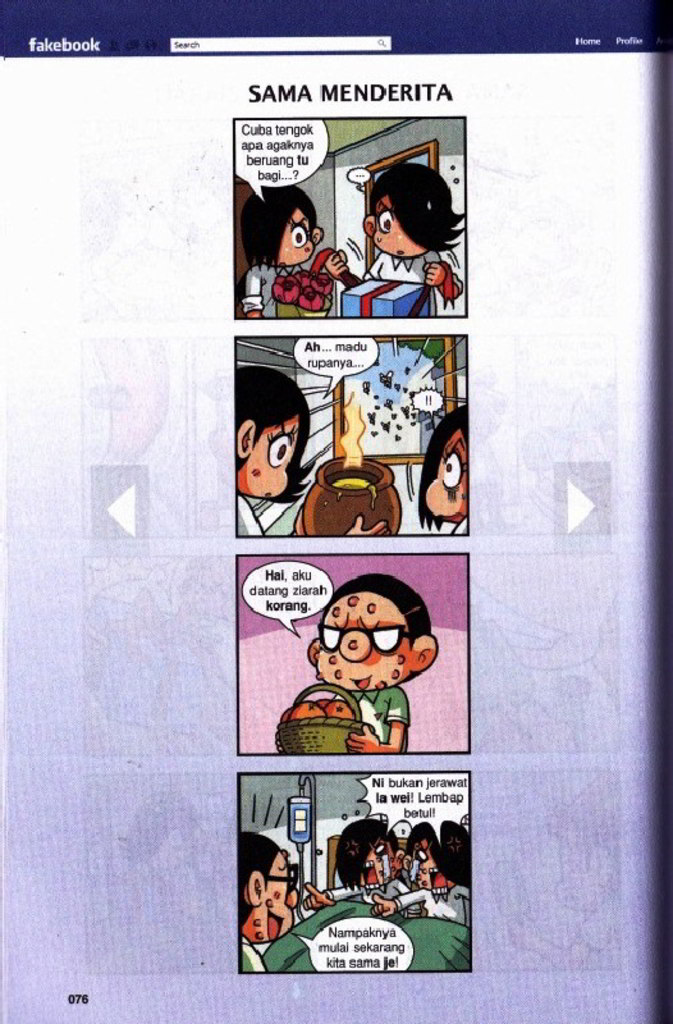 fakebook
Search
Home Profile
SAMA MENDERITA
Cuba tengok
apa agaknya
beruang tu
bagi....?
...
Ah... madu
rupanya....
!!
Hai, aku
datang ziarah
korang.
Ni bukan jerawat
la wei! Lembap
betul!
Nampaknya
mulai sekarang
kita sama je!
076